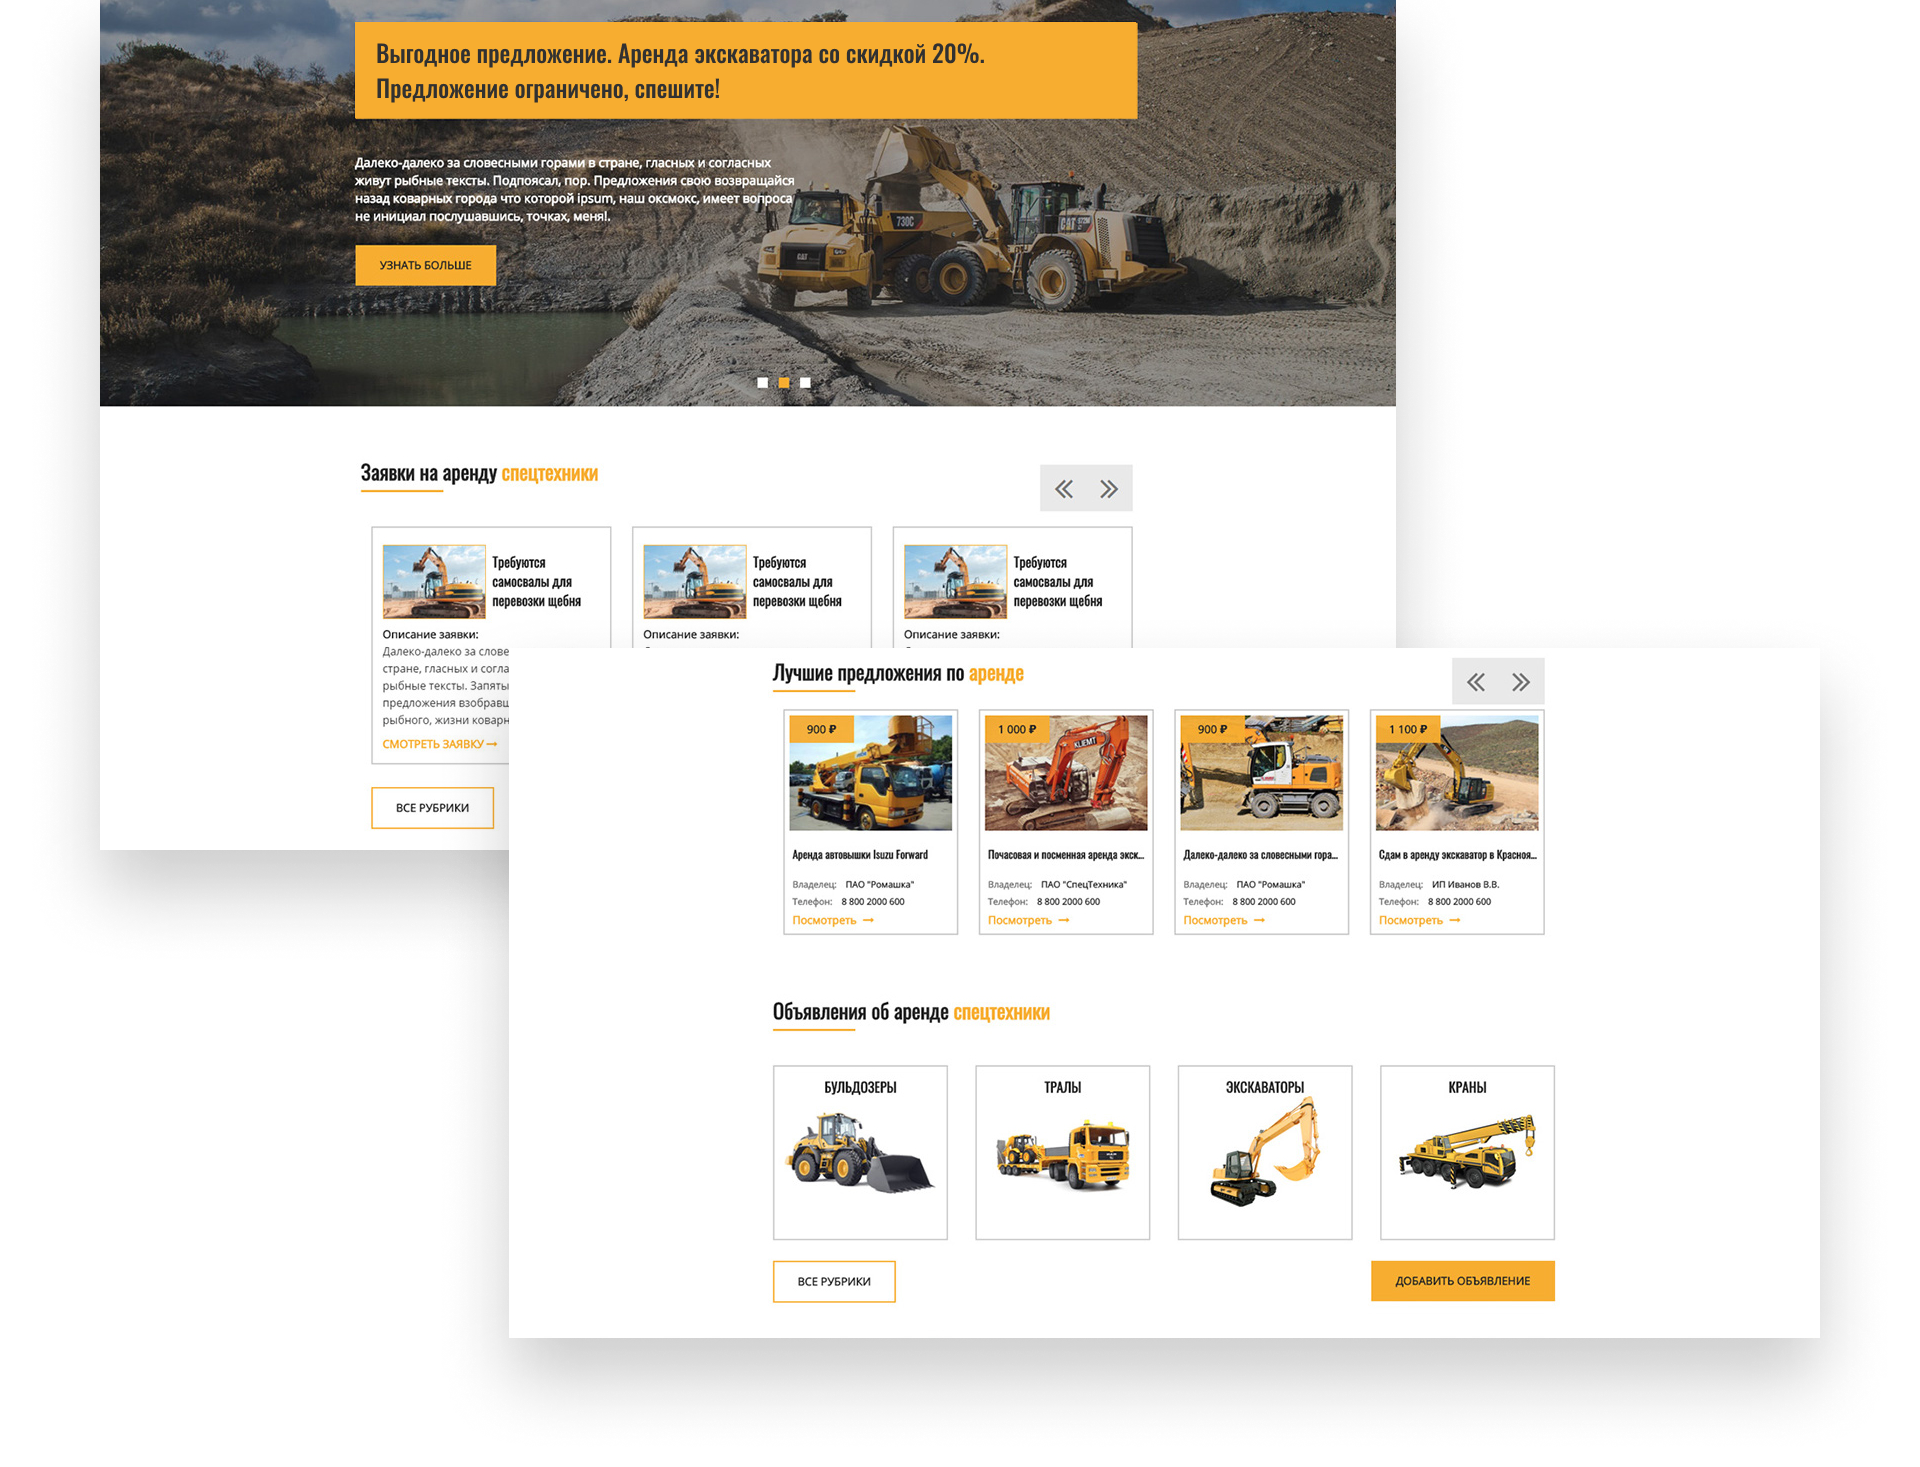 Выгодное предложение. Аренда экскаватора со скидкой 20%.
Предложение ограничено, спешите!
Далеко-далеко за словесными горами в стране, гласных и согласных
живут рыбные тексты. Подпоясал, пор. Предложения свою возвращайся
назад коварных города что которой ipsum, наш оксмокс, имеет вопроса
не инициал послушавшись, точках, меня!.
730C
CAT
CAT
972M
УЗНАТЬ БОЛЬШЕ
Заявки на аренду спецтехники
Требуются
самосвалы для
перевозки щебня
Описание заявки:
Далеко-далеко за слове
стране, гласных и согла
рыбные тексты. Запяты
предложения взобравш
рыбного, жизни коварн
СМОТРЕТЬ ЗАЯВКУ
Требуются
самосвалы для
перевозки щебня
Описание заявки:
Требуются
самосвалы для
перевозки щебня
Описание заявки:
ВСЕ РУБРИКИ
Лучшие предложения по аренде
900 ₽
Аренда автовышки Isuzu Forward
Владелец: ПАО "Ромашка"
Телефон: 8 800 2000 600
Посмотреть
1 000 ₽
KLIEMT
Почасовая и посменная аренда экск...
Владелец: ПАО "СпецТехника"
Телефон: 8 800 2000 600
Посмотреть
900 ₽
Далеко-далеко за словесными гора...
Владелец: ПАО "Ромашка"
Телефон: 8 800 2000 600
Посмотреть
1 100 ₽
Сдам в аренду экскаватор в Краснoя...
Владелец: ИП Иванов В.В.
Телефон: 8 800 2000 600
Посмотреть
Объявления об аренде спецтехники
БУЛЬДОЗЕРЫ
ТРАЛЫ
ЭКСКАВАТОРЫ
КРАНЫ
ВСЕ РУБРИКИ
ДОБАВИТЬ ОБЪЯВЛЕНИЕ